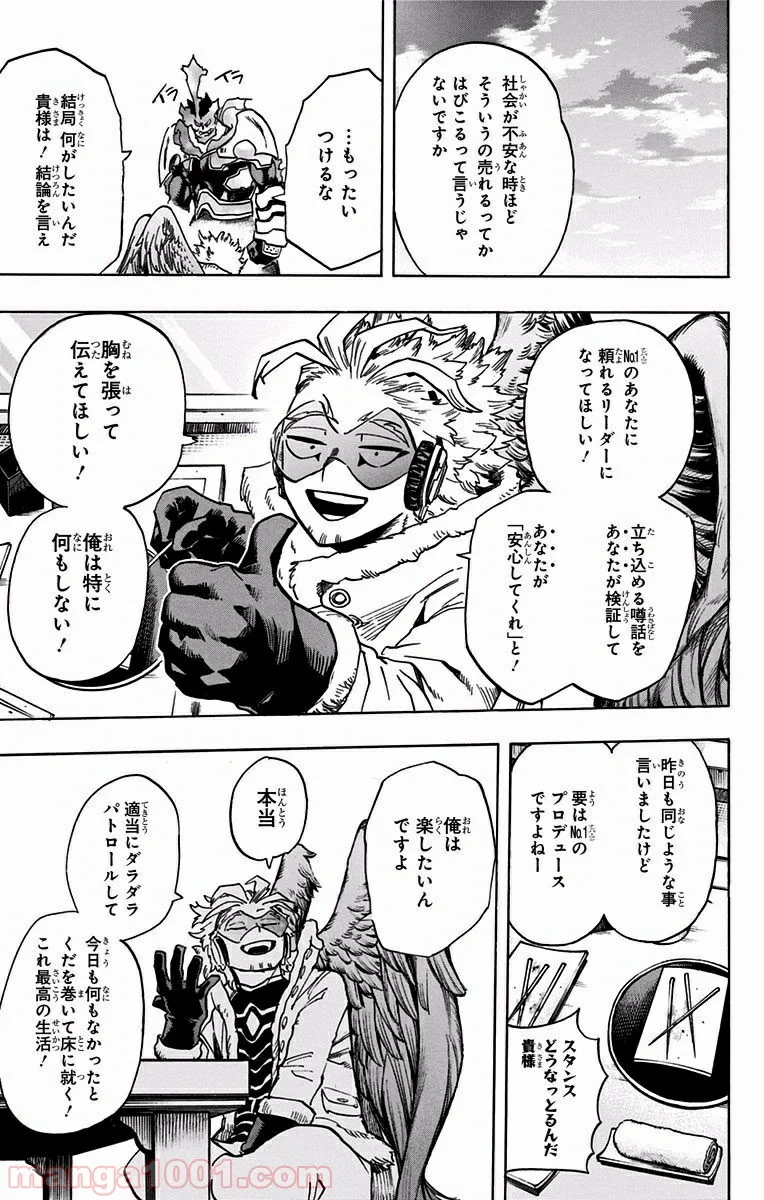 社会が不安な時ほど
そういうの売れるってか
はびこるって言うじゃ
ないですか
…もったい
つけるな
イラ
イラ
結局何がしたいんだ
貴様は!結論を言え
No.1のあなたに
頼れるリーダーに
なってほしい!
立ち込める噂話を
あなたが検証して
あなたが
「安心してくれ」と!
胸を張って
伝えてほしい!
俺は特に
何もしない!
昨日も同じような事
言いましたけど
要はNo.1の
プロデュース
ですよねー
スタンス
どうなっとるんだ
貴様
俺は
楽したいん
ですよ
本当
適当にダラダラ
パトロールして
今日も何もなかったと
くだを巻いて床に就く!
これ最高の生活!
manga1001.com